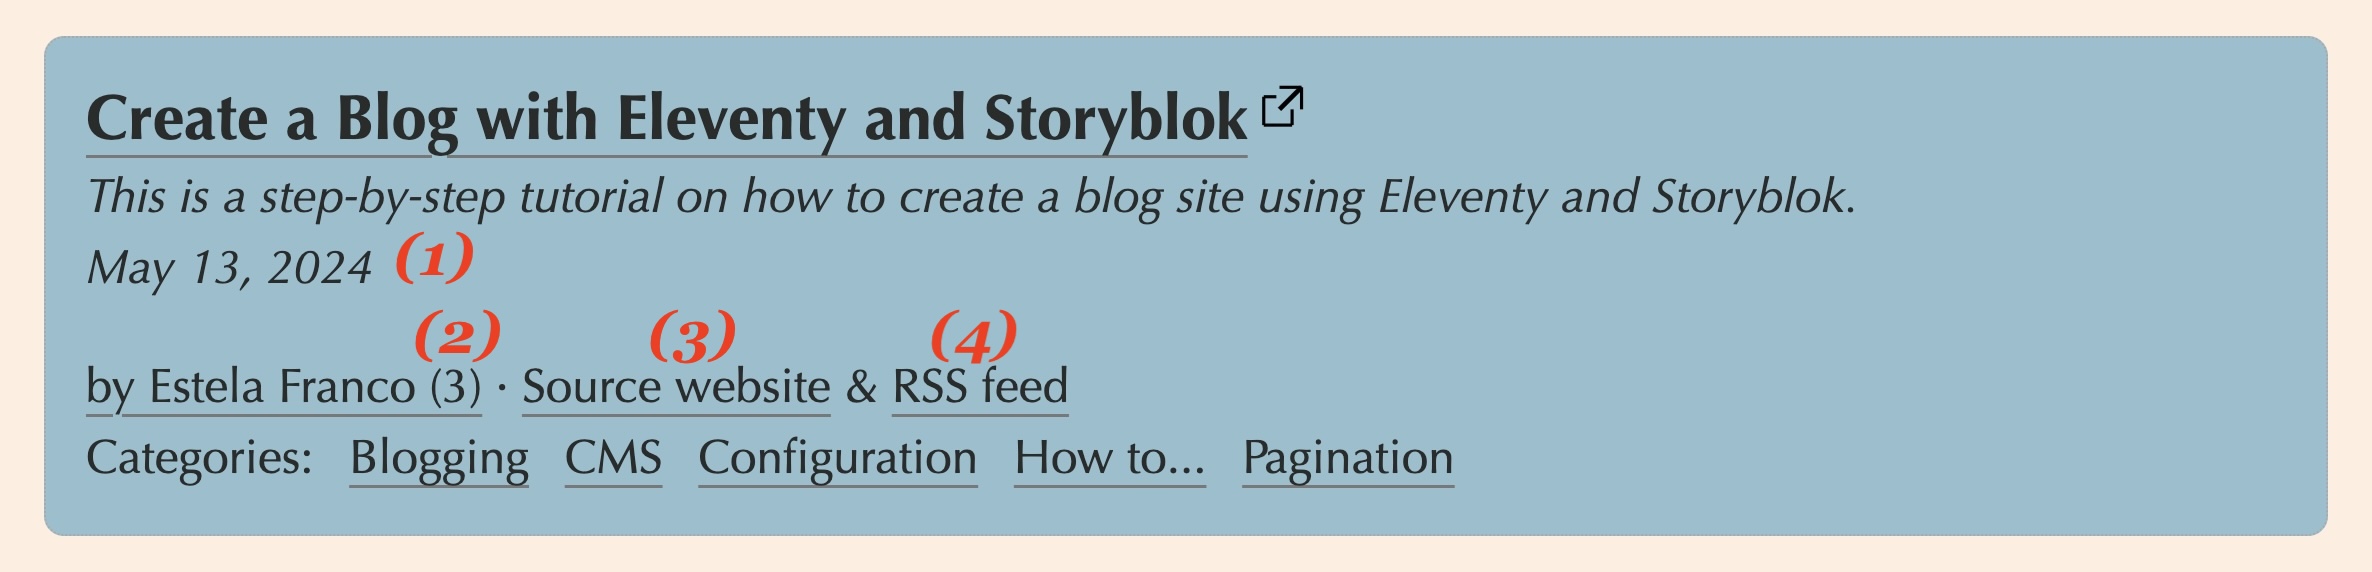 Create a Blog with Eleventy and Storyblok
This is a step-by-step tutorial on how to create a blog site using Eleventy and Storyblok.
May 13, 2024 (1)
(2) (3) (4)
by Estela Franco (3) · Source website & RSS feed
Categories: Blogging CMS Configuration How to... Pagination